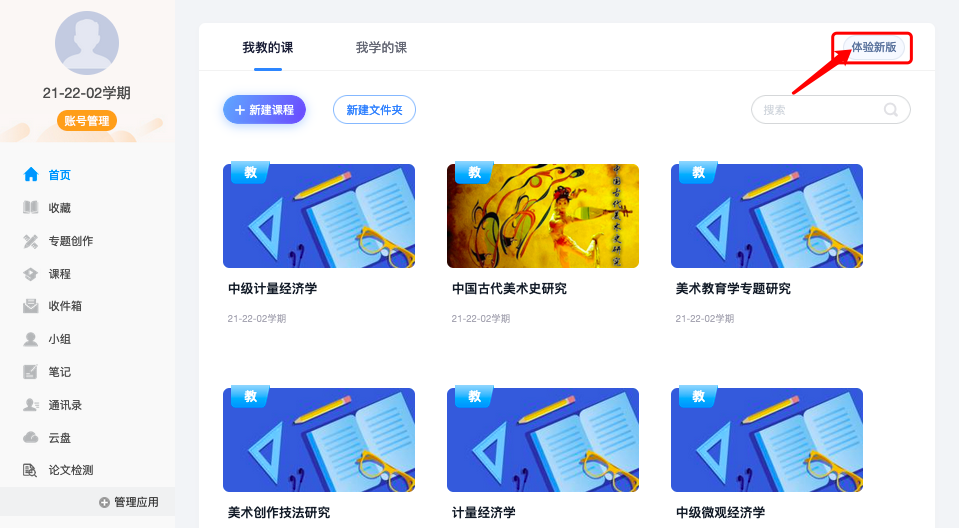 21-22-02学期
账号管理
首页
收藏
专题创作
课程
收件箱
小组
笔记
通讯录
云盘
论文检测
管理应用
我教的课
我学的课
体验新版
+ 新建课程
新建文件夹
搜索
教
中级计量经济学
21-22-02学期
教
中国古代美术史研究
中国古代美术史研究
21-22-02学期
教
美术教育学专题研究
21-22-02学期
教
美术创作技法研究
教
计量经济学
教
中级微观经济学